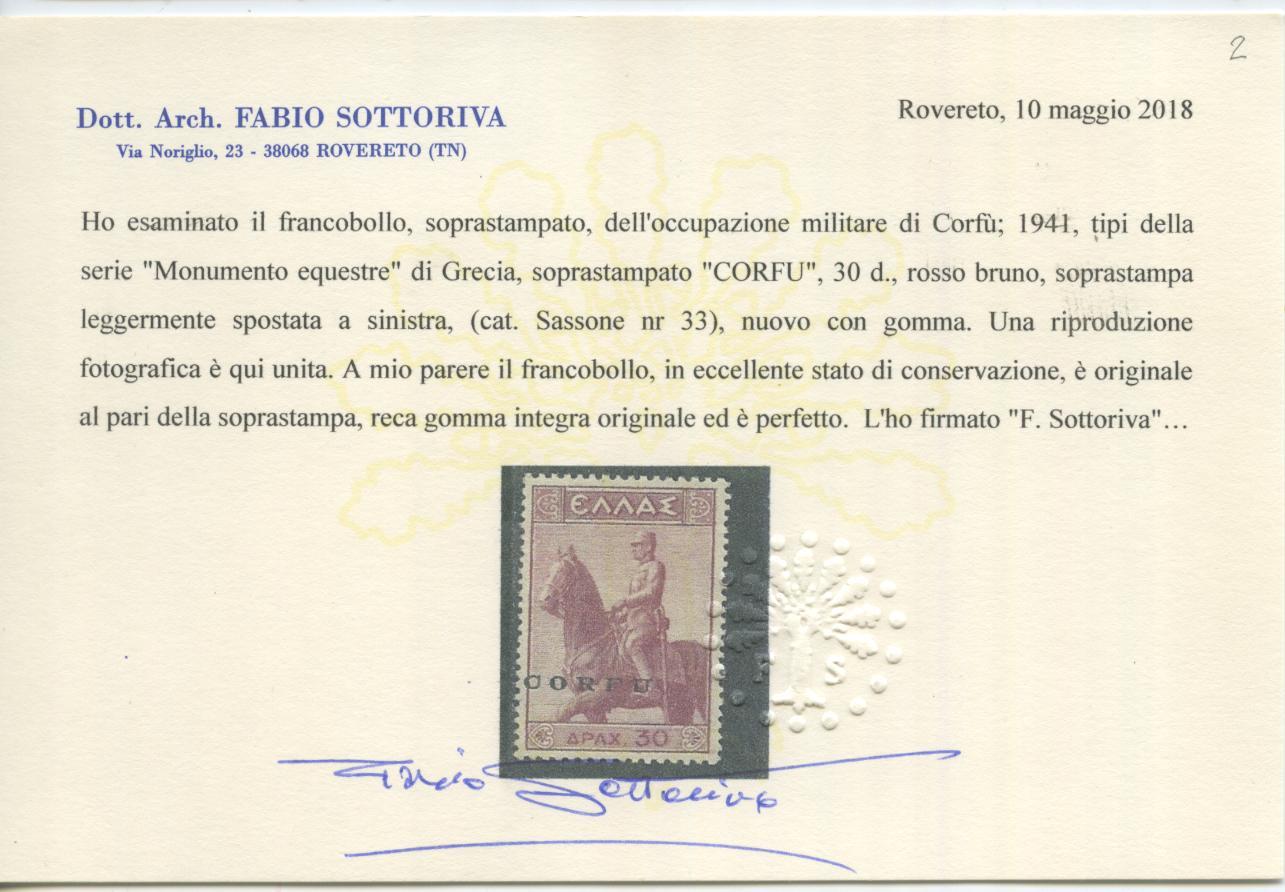 2
Dott. Arch. FABIO SOTTORIVA
Rovereto, 10 maggio 2018
Via Noriglio, 23 - 38068 ROVERETO (TN)
Ho esaminato il francobollo, soprastampato, dell'occupazione militare di Corfù; 1941, tipi della
serie "Monumento equestre" di Grecia, soprastampato "CORFU", 30 d., rosso bruno, soprastampa
leggermente spostata a sinistra, (cat. Sassone nr 33), nuovo con gomma. Una riproduzione
fotografica è qui unita. A mio parere il francobollo, in eccellente stato di conservazione, è originale
al pari della soprastampa, reca gomma integra originale ed è perfetto. L'ho firmato "F. Sottoriva"...
ΕΛΛΑΣ
CORFU
ΔΡΑΧ. 30
F S
Fabio Sottoriva